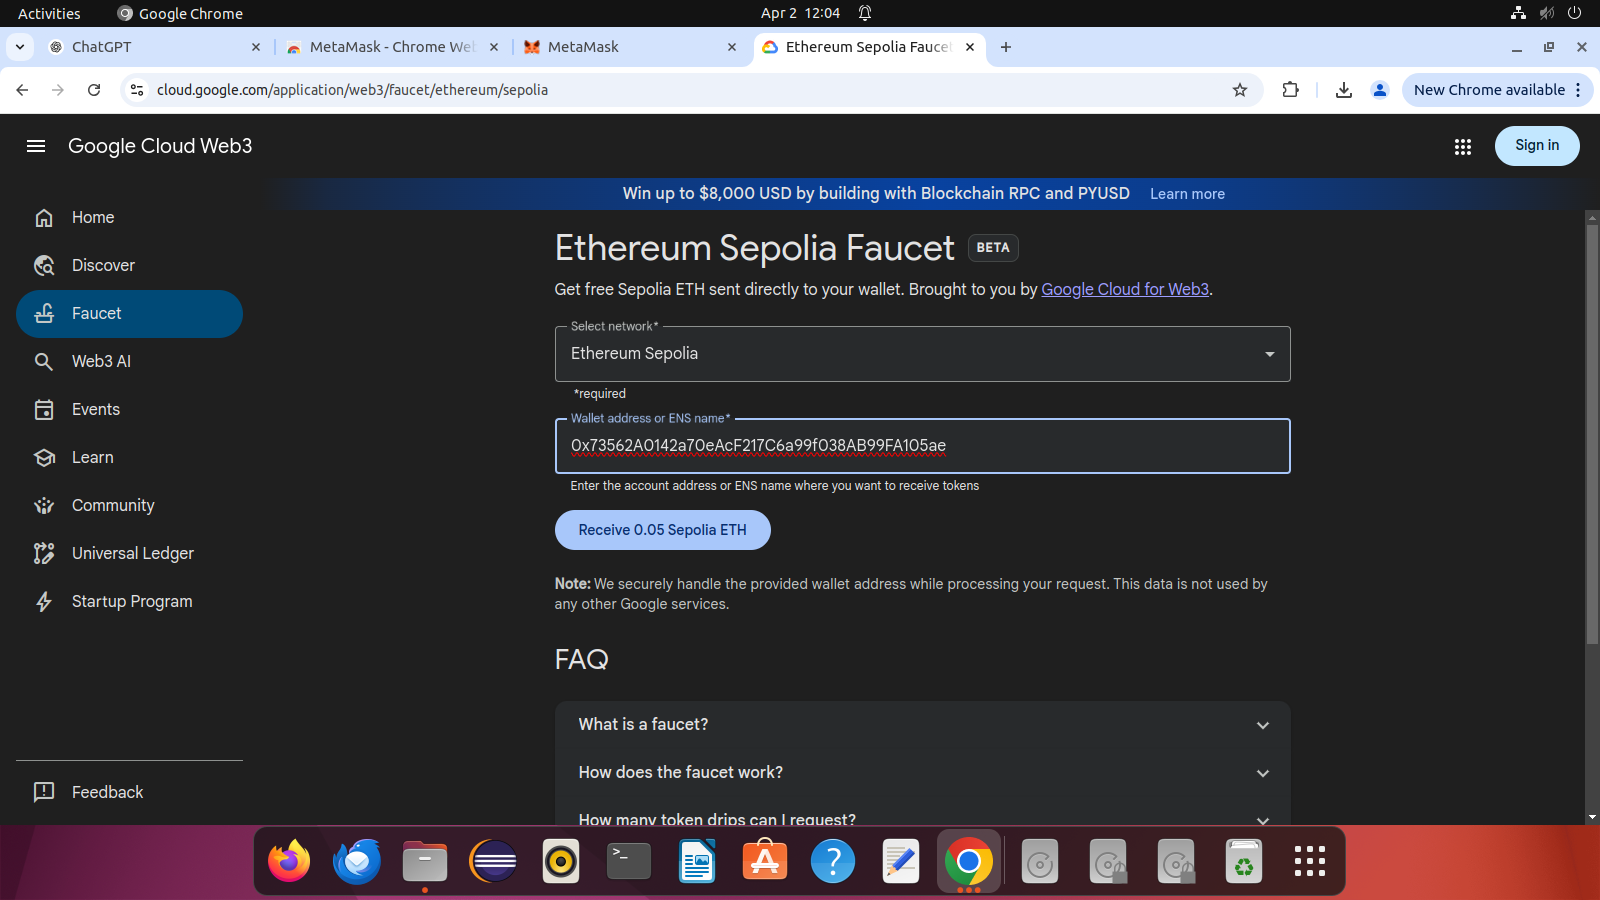 Activities
Google Chrome
Apr 2 12:04
ChatGPT
MetaMask - Chrome Web
MetaMask
Ethereum Sepolia Faucet
cloud.google.com/application/web3/faucet/ethereum/sepolia
New Chrome available
Google Cloud Web3
Sign in
Win up to $8,000 USD by building with Blockchain RPC and PYUSD Learn more
Home
Discover
Faucet
Web3 AI
Events
Learn
Community
Universal Ledger
Startup Program
Feedback
Ethereum Sepolia Faucet BETA
Get free Sepolia ETH sent directly to your wallet. Brought to you by Google Cloud for Web3.
Select network*
Ethereum Sepolia
*required
Wallet address or ENS name*
0x73562A0142a70eAcF217C6a99f038AB99FA105ae
Enter the account address or ENS name where you want to receive tokens
Receive 0.05 Sepolia ETH
Note: We securely handle the provided wallet address while processing your request. This data is not used by
any other Google services.
FAQ
What is a faucet?
How does the faucet work?
How many token drips can I request?